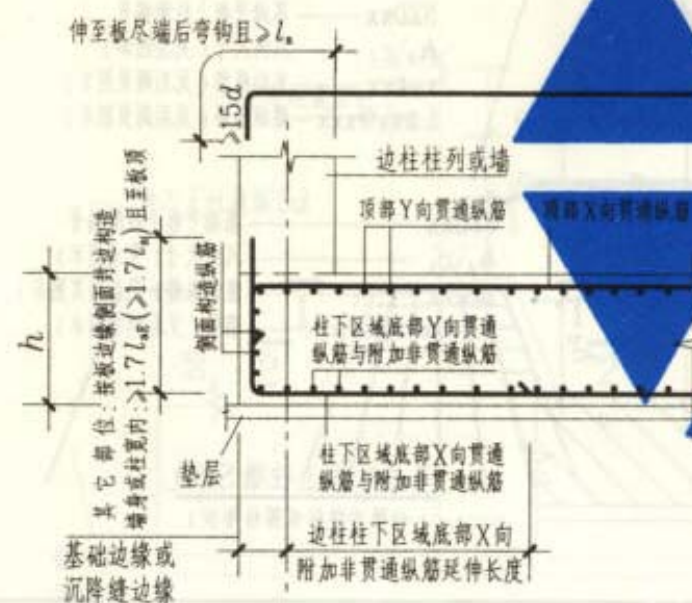 伸至板尽端后弯钩且≥lₐ
≥15d
边柱柱列或墙
顶部Y向贯通纵筋
顶部X向贯通纵筋
其它部位:按板边缘侧面封边构造
墙身或柱宽内:≥1.7lₐE(≥1.7lₐ)且至板顶
侧面构造纵筋
h
柱下区域底部Y向贯通
纵筋与附加非贯通纵筋
垫层
柱下区域底部X向贯通
纵筋与附加非贯通纵筋
基础边缘或
沉降缝边缘
边柱柱下区域底部X向
附加非贯通纵筋延伸长度